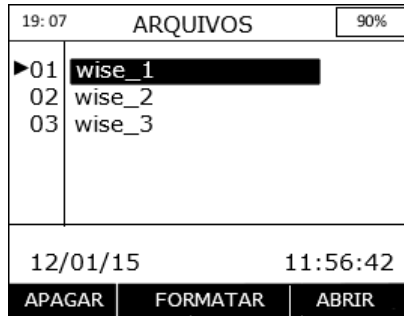 19:07 ARQUIVOS 90%
►01 wise_1
02 wise_2
03 wise_3
12/01/15 11:56:42
APAGAR FORMATAR ABRIR